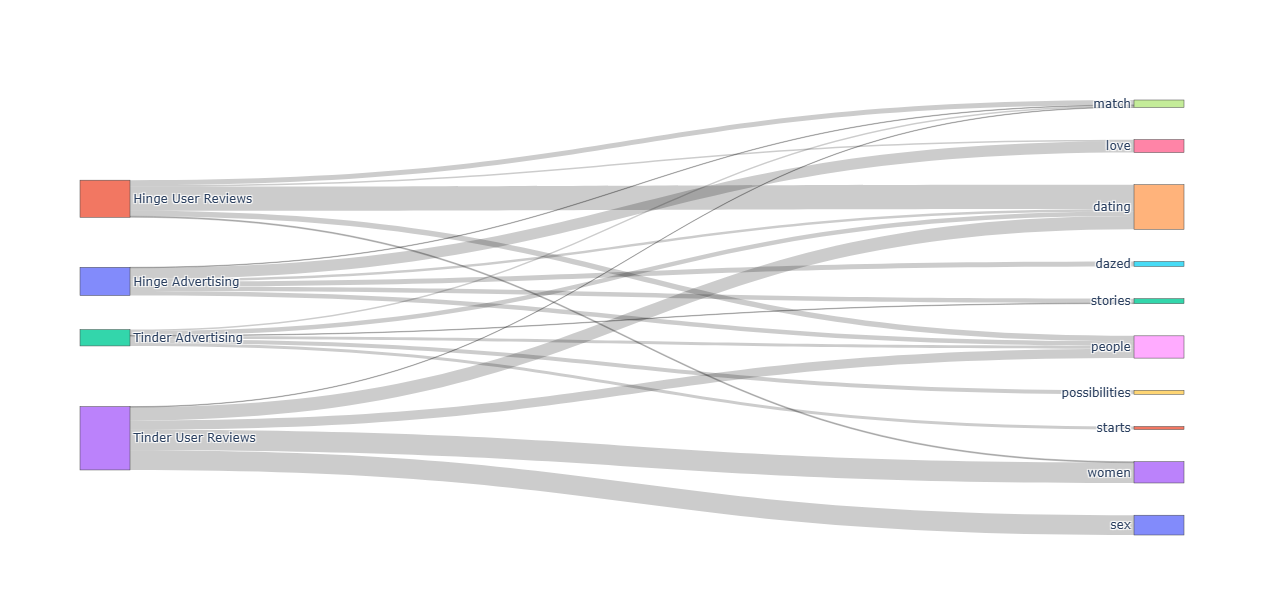 Hinge User Reviews
Hinge Advertising
Tinder Advertising
Tinder User Reviews
match
love
dating
dazed
stories
people
possibilities
starts
women
sex